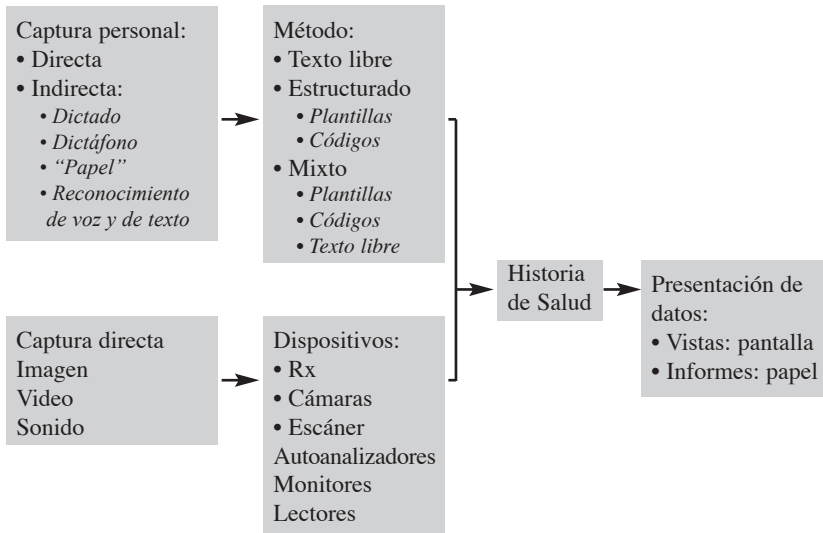 Captura personal:
• Directa
• Indirecta:
• Dictado
• Dictáfono
• “Papel”
• Reconocimiento
de voz y de texto
Método:
• Texto libre
• Estructurado
• Plantillas
• Códigos
• Mixto
• Plantillas
• Códigos
• Texto libre
Captura directa
Imagen
Video
Sonido
Dispositivos:
• Rx
• Cámaras
• Escáner
Autoanalizadores
Monitores
Lectores
Historia
de Salud
Presentación de
datos:
• Vistas: pantalla
• Informes: papel